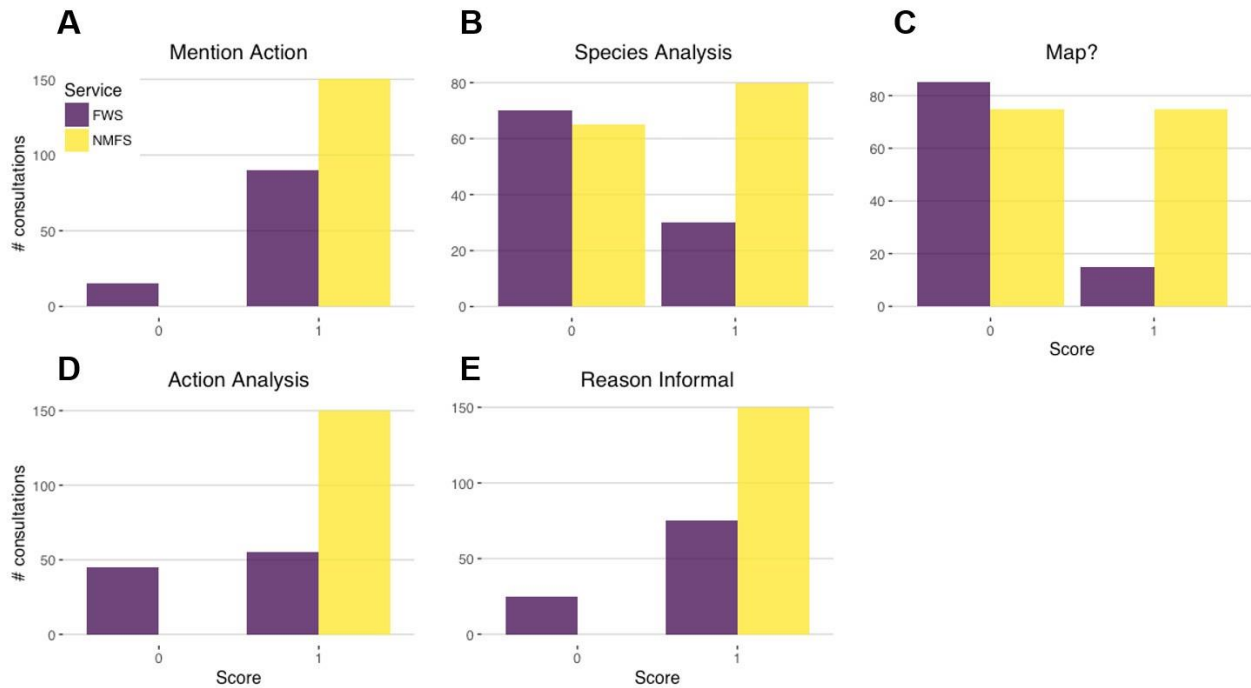 A
Mention Action
150
100
50
0
# consultations
Service
FWS
NMFS
0
1
B
Species Analysis
80
60
40
20
0
0
1
C
Map?
80
60
40
20
0
0
1
Score
D
Action Analysis
150
100
50
0
# consultations
0
1
Score
E
Reason Informal
150
100
50
0
0
1
Score